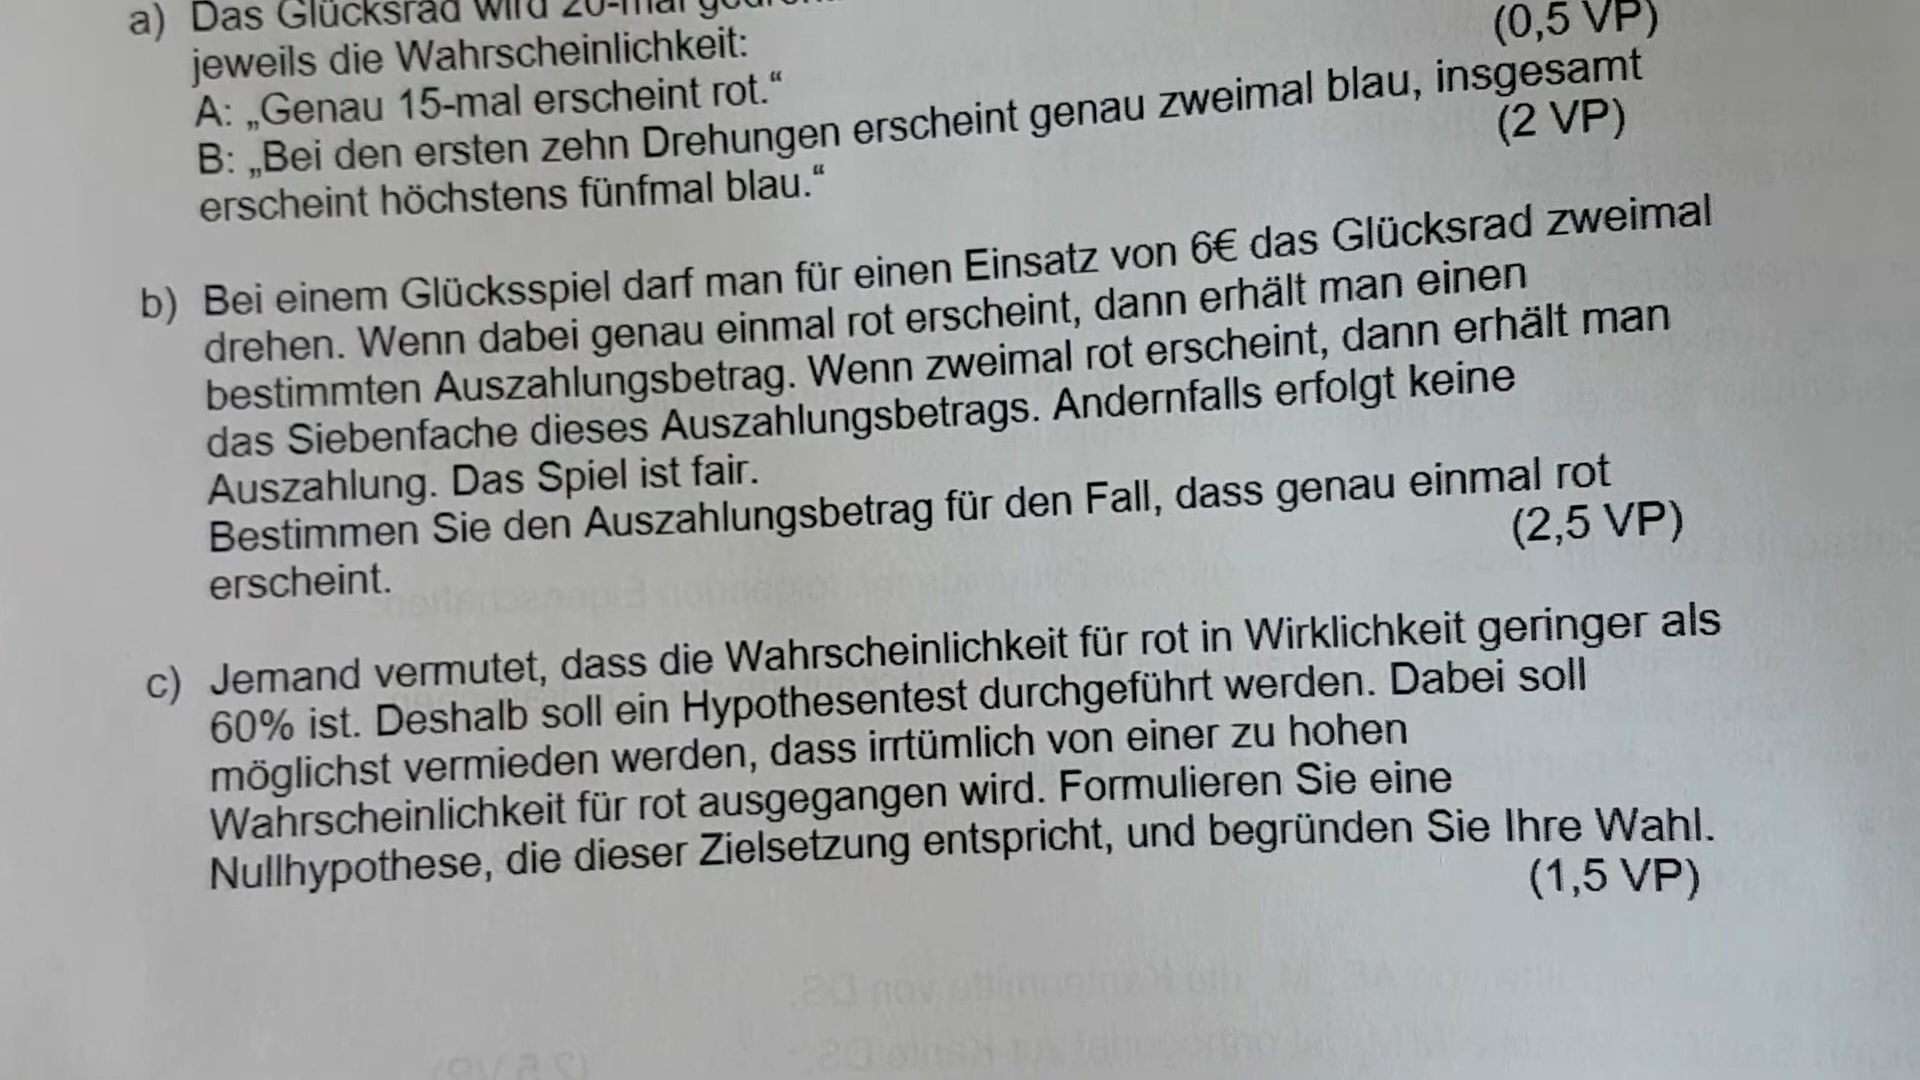 a) Das Glücksrad wird 20-mal
jeweils die Wahrscheinlichkeit:
(0,5 VP)
A: „Genau 15-mal erscheint rot.“
B: „Bei den ersten zehn Drehungen erscheint genau zweimal blau, insgesamt
erscheint höchstens fünfmal blau.“
(2 VP)
b) Bei einem Glücksspiel darf man für einen Einsatz von 6€ das Glücksrad zweimal
drehen. Wenn dabei genau einmal rot erscheint, dann erhält man einen
bestimmten Auszahlungsbetrag. Wenn zweimal rot erscheint, dann erhält man
das Siebenfache dieses Auszahlungsbetrags. Andernfalls erfolgt keine
Auszahlung. Das Spiel ist fair.
Bestimmen Sie den Auszahlungsbetrag für den Fall, dass genau einmal rot
erscheint.
(2,5 VP)
c) Jemand vermutet, dass die Wahrscheinlichkeit für rot in Wirklichkeit geringer als
60% ist. Deshalb soll ein Hypothesentest durchgeführt werden. Dabei soll
möglichst vermieden werden, dass irrtümlich von einer zu hohen
Wahrscheinlichkeit für rot ausgegangen wird. Formulieren Sie eine
Nullhypothese, die dieser Zielsetzung entspricht, und begründen Sie Ihre Wahl.
(1,5 VP)